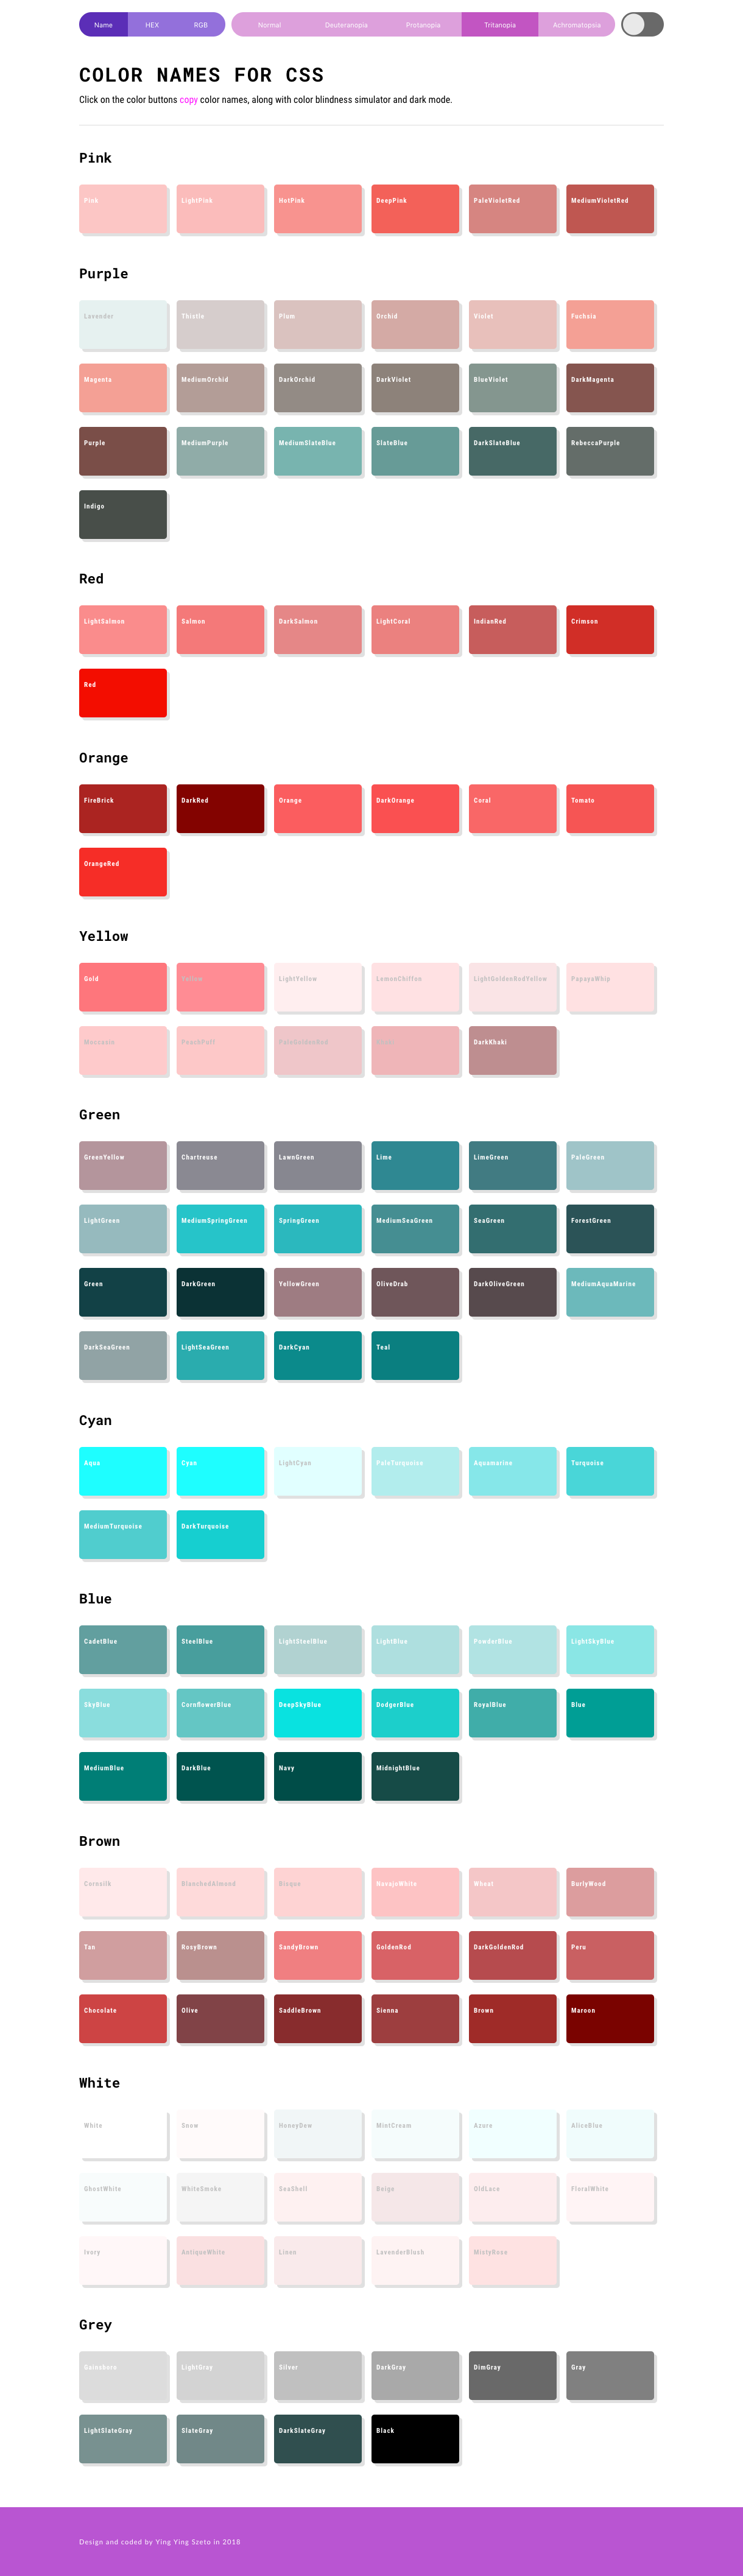 Name HEX RGB Normal Deuteranopia Protanopia Tritanopia Achromatopsia
COLOR NAMES FOR CSS
Click on the color buttons copy color names, along with color blindness simulator and dark mode.
Pink
Pink LightPink HotPink DeepPink PaleVioletRed MediumVioletRed
Purple
Lavender Thistle Plum Orchid Violet Fuchsia
Magenta MediumOrchid DarkOrchid DarkViolet BlueViolet DarkMagenta
Purple MediumPurple MediumSlateBlue SlateBlue DarkSlateBlue RebeccaPurple
Indigo
Red
LightSalmon Salmon DarkSalmon LightCoral IndianRed Crimson
Red
Orange
FireBrick DarkRed Orange DarkOrange Coral Tomato
OrangeRed
Yellow
Gold Yellow LightYellow LemonChiffon LightGoldenRodYellow PapayaWhip
Moccasin PeachPuff PaleGoldenRod Khaki DarkKhaki
Green
GreenYellow Chartreuse LawnGreen Lime LimeGreen PaleGreen
LightGreen MediumSpringGreen SpringGreen MediumSeaGreen SeaGreen ForestGreen
Green DarkGreen YellowGreen OliveDrab DarkOliveGreen MediumAquaMarine
DarkSeaGreen LightSeaGreen DarkCyan Teal
Cyan
Aqua Cyan LightCyan PaleTurquoise Aquamarine Turquoise
MediumTurquoise DarkTurquoise
Blue
CadetBlue SteelBlue LightSteelBlue LightBlue PowderBlue LightSkyBlue
SkyBlue CornflowerBlue DeepSkyBlue DodgerBlue RoyalBlue Blue
MediumBlue DarkBlue Navy MidnightBlue
Brown
Cornsilk BlanchedAlmond Bisque NavajoWhite Wheat BurlyWood
Tan RosyBrown SandyBrown GoldenRod DarkGoldenRod Peru
Chocolate Olive SaddleBrown Sienna Brown Maroon
White
White Snow HoneyDew MintCream Azure AliceBlue
GhostWhite WhiteSmoke SeaShell Beige OldLace FloralWhite
Ivory AntiqueWhite Linen LavenderBlush MistyRose
Grey
Gainsboro LightGray Silver DarkGray DimGray Gray
LightSlateGray SlateGray DarkSlateGray Black
Design and coded by Ying Ying Szeto in 2018